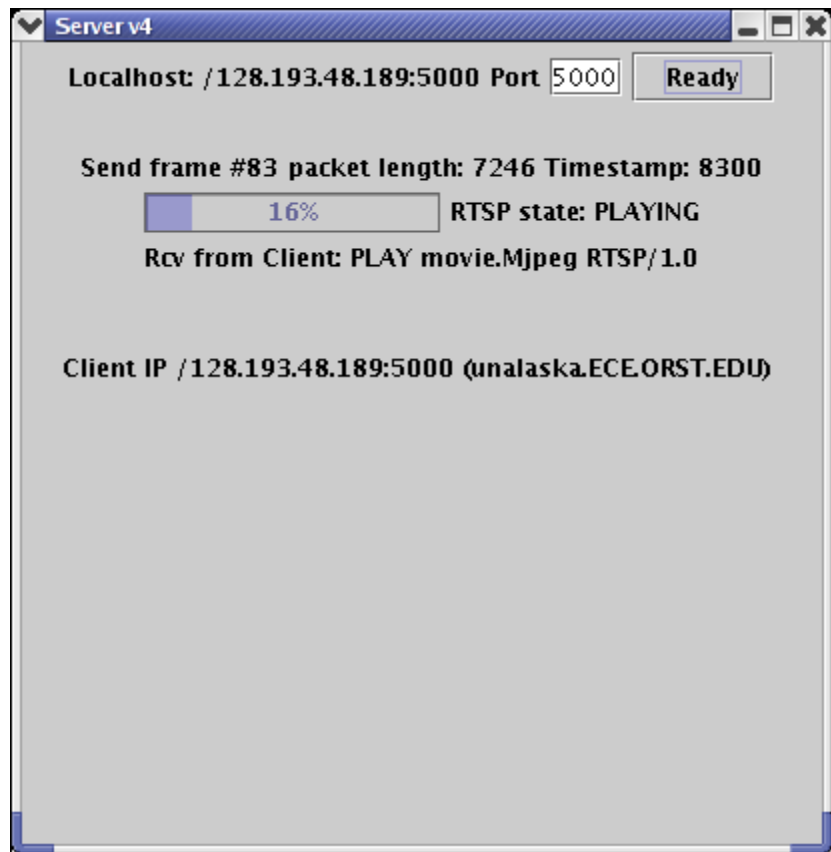 Server v4
Localhost: /128.193.48.189:5000 Port 5000 Ready
Send frame #83 packet length: 7246 Timestamp: 8300
16% RTSP state: PLAYING
Rcv from Client: PLAY movie.Mjpeg RTSP/1.0
Client IP /128.193.48.189:5000 (unalaska.ECE.ORST.EDU)